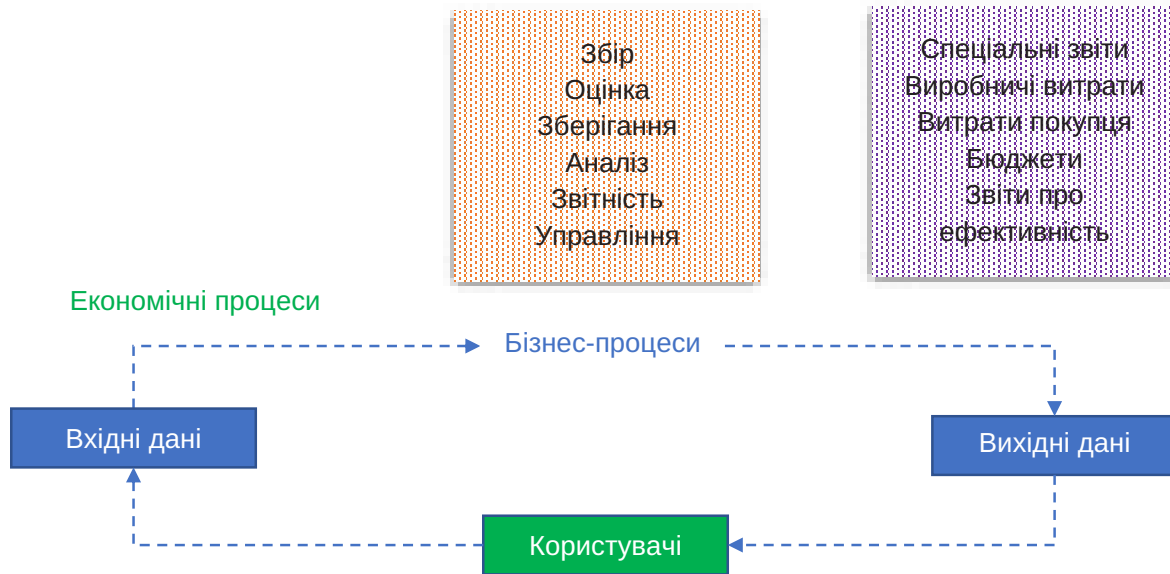 Збір
Оцінка
Зберігання
Аналіз
Звітність
Управління
Спеціальні звіти
Виробничі витрати
Витрати покупця
Бюджети
Звіти про
ефективність
Економічні процеси
Бізнес-процеси
Вхідні дані
Вихідні дані
Користувачі